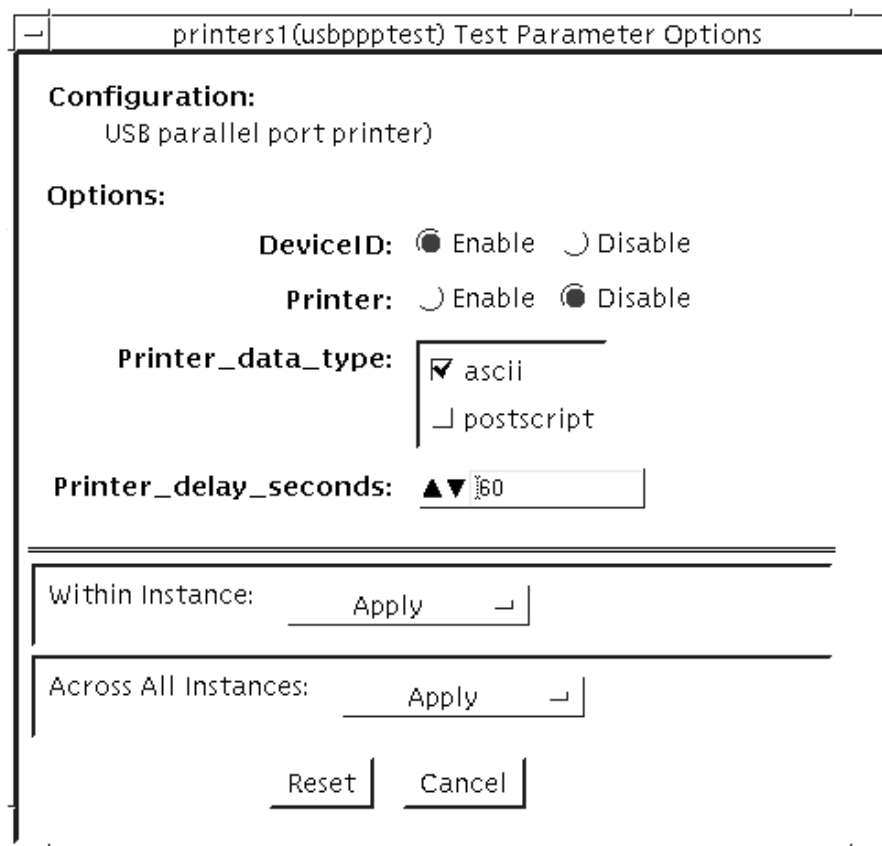 printers1(usbppptest) Test Parameter Options
Configuration:
USB parallel port printer)
Options:
DeviceID: Enable Disable
Printer: Enable Disable
Printer_data_type: ascii
postscript
Printer_delay_seconds: 60
Within Instance: Apply
Across All Instances: Apply
Reset Cancel